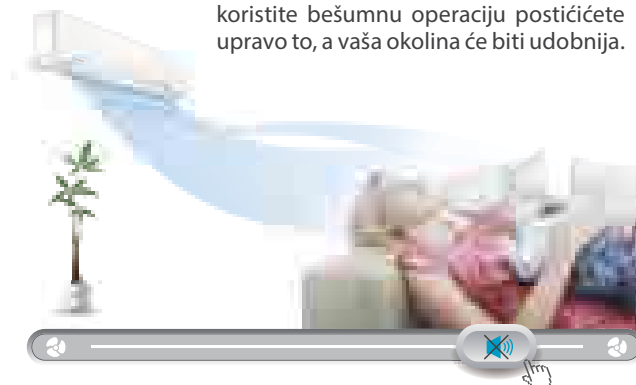 koristite bešumnu operaciju postićićete
upravo to, a vaša okolina će biti udobnija.